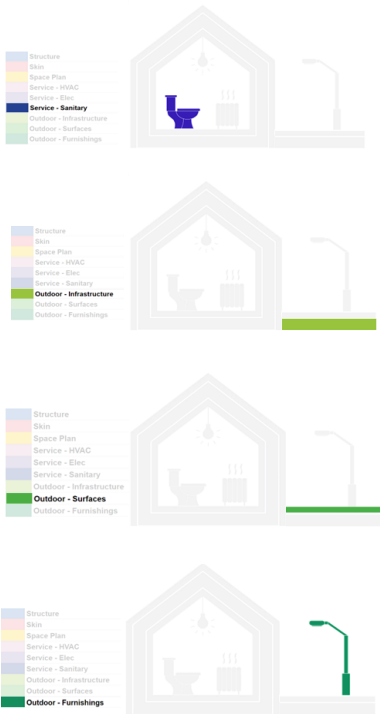 Structure
Skin
Space Plan
Service - HVAC
Service - Elec
Service - Sanitary
Outdoor - Infrastructure
Outdoor - Surfaces
Outdoor - Furnishings
Structure
Skin
Space Plan
Service - HVAC
Service - Elec
Service - Sanitary
Outdoor - Infrastructure
Outdoor - Surfaces
Outdoor - Furnishings
Structure
Skin
Space Plan
Service - HVAC
Service - Elec
Service - Sanitary
Outdoor - Infrastructure
Outdoor - Surfaces
Outdoor - Furnishings
Structure
Skin
Space Plan
Service - HVAC
Service - Elec
Service - Sanitary
Outdoor - Infrastructure
Outdoor - Surfaces
Outdoor - Furnishings